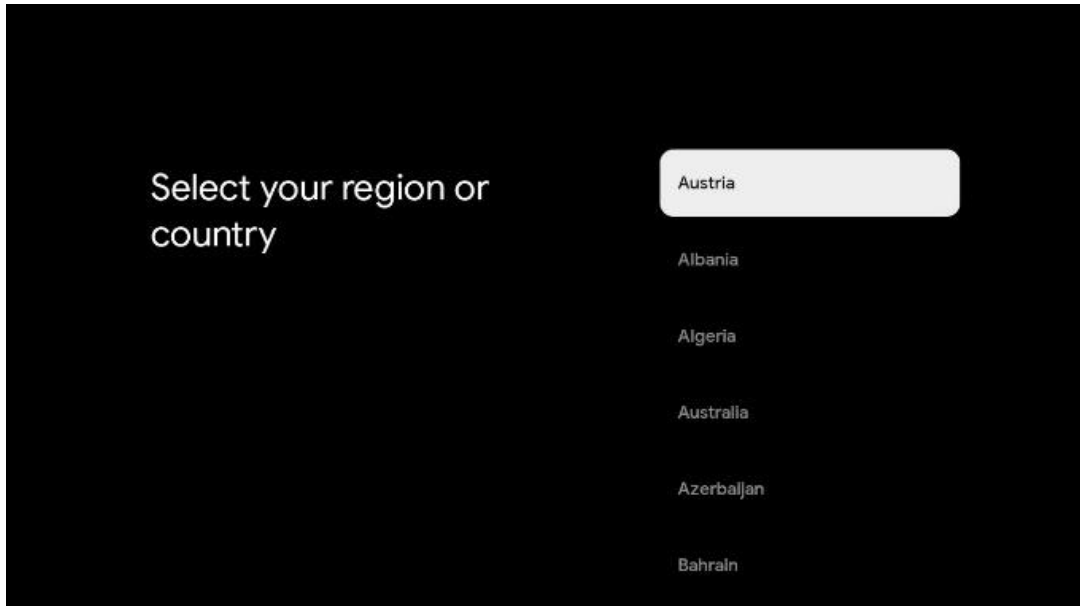 Select your region or
country
Austria
Albania
Algeria
Australia
Azerbaijan
Bahrain